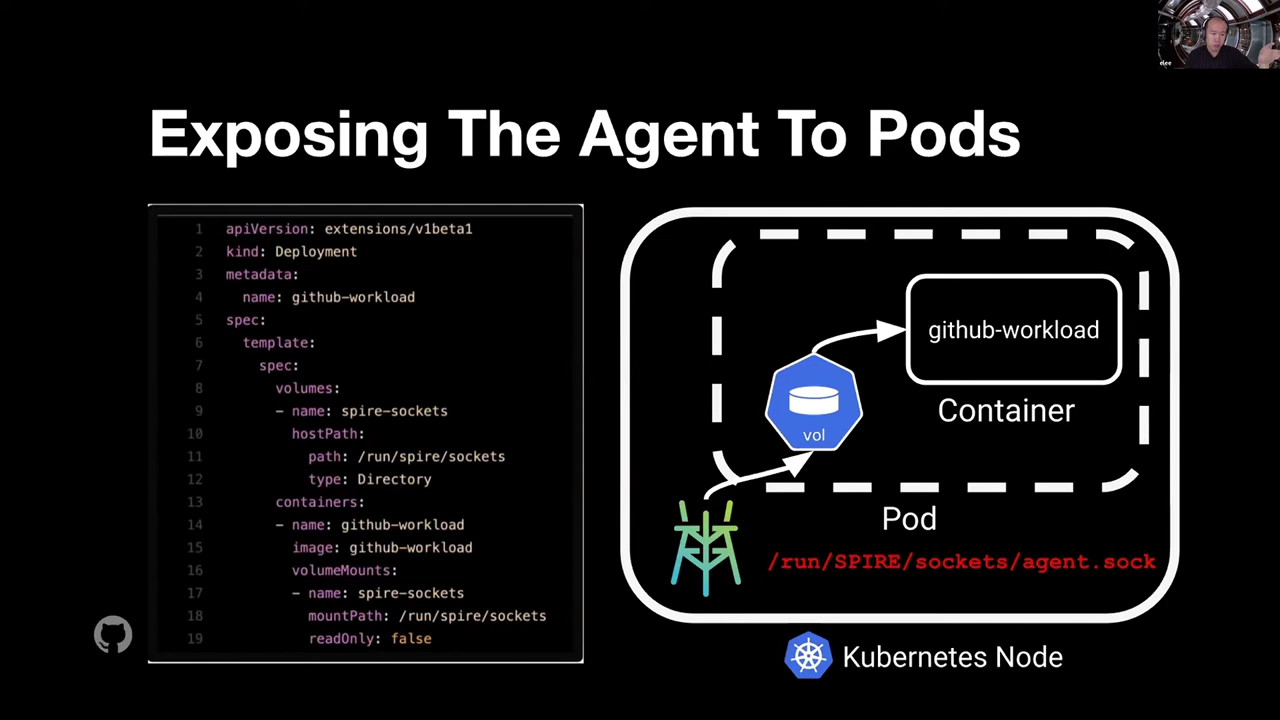 elee
Exposing The Agent To Pods
1 apiVersion: extensions/v1beta1
2 kind: Deployment
3 metadata:
4 name: github-workload
5 spec:
6 template:
7 spec:
8 volumes:
9 - name: spire-sockets
10 hostPath:
11 path: /run/spire/sockets
12 type: Directory
13 containers:
14 - name: github-workload
15 image: github-workload
16 volumeMounts:
17 - name: spire-sockets
18 mountPath: /run/spire/sockets
19 readOnly: false
github-workload
Container
vol
Pod
/run/SPIRE/sockets/agent.sock
Kubernetes Node